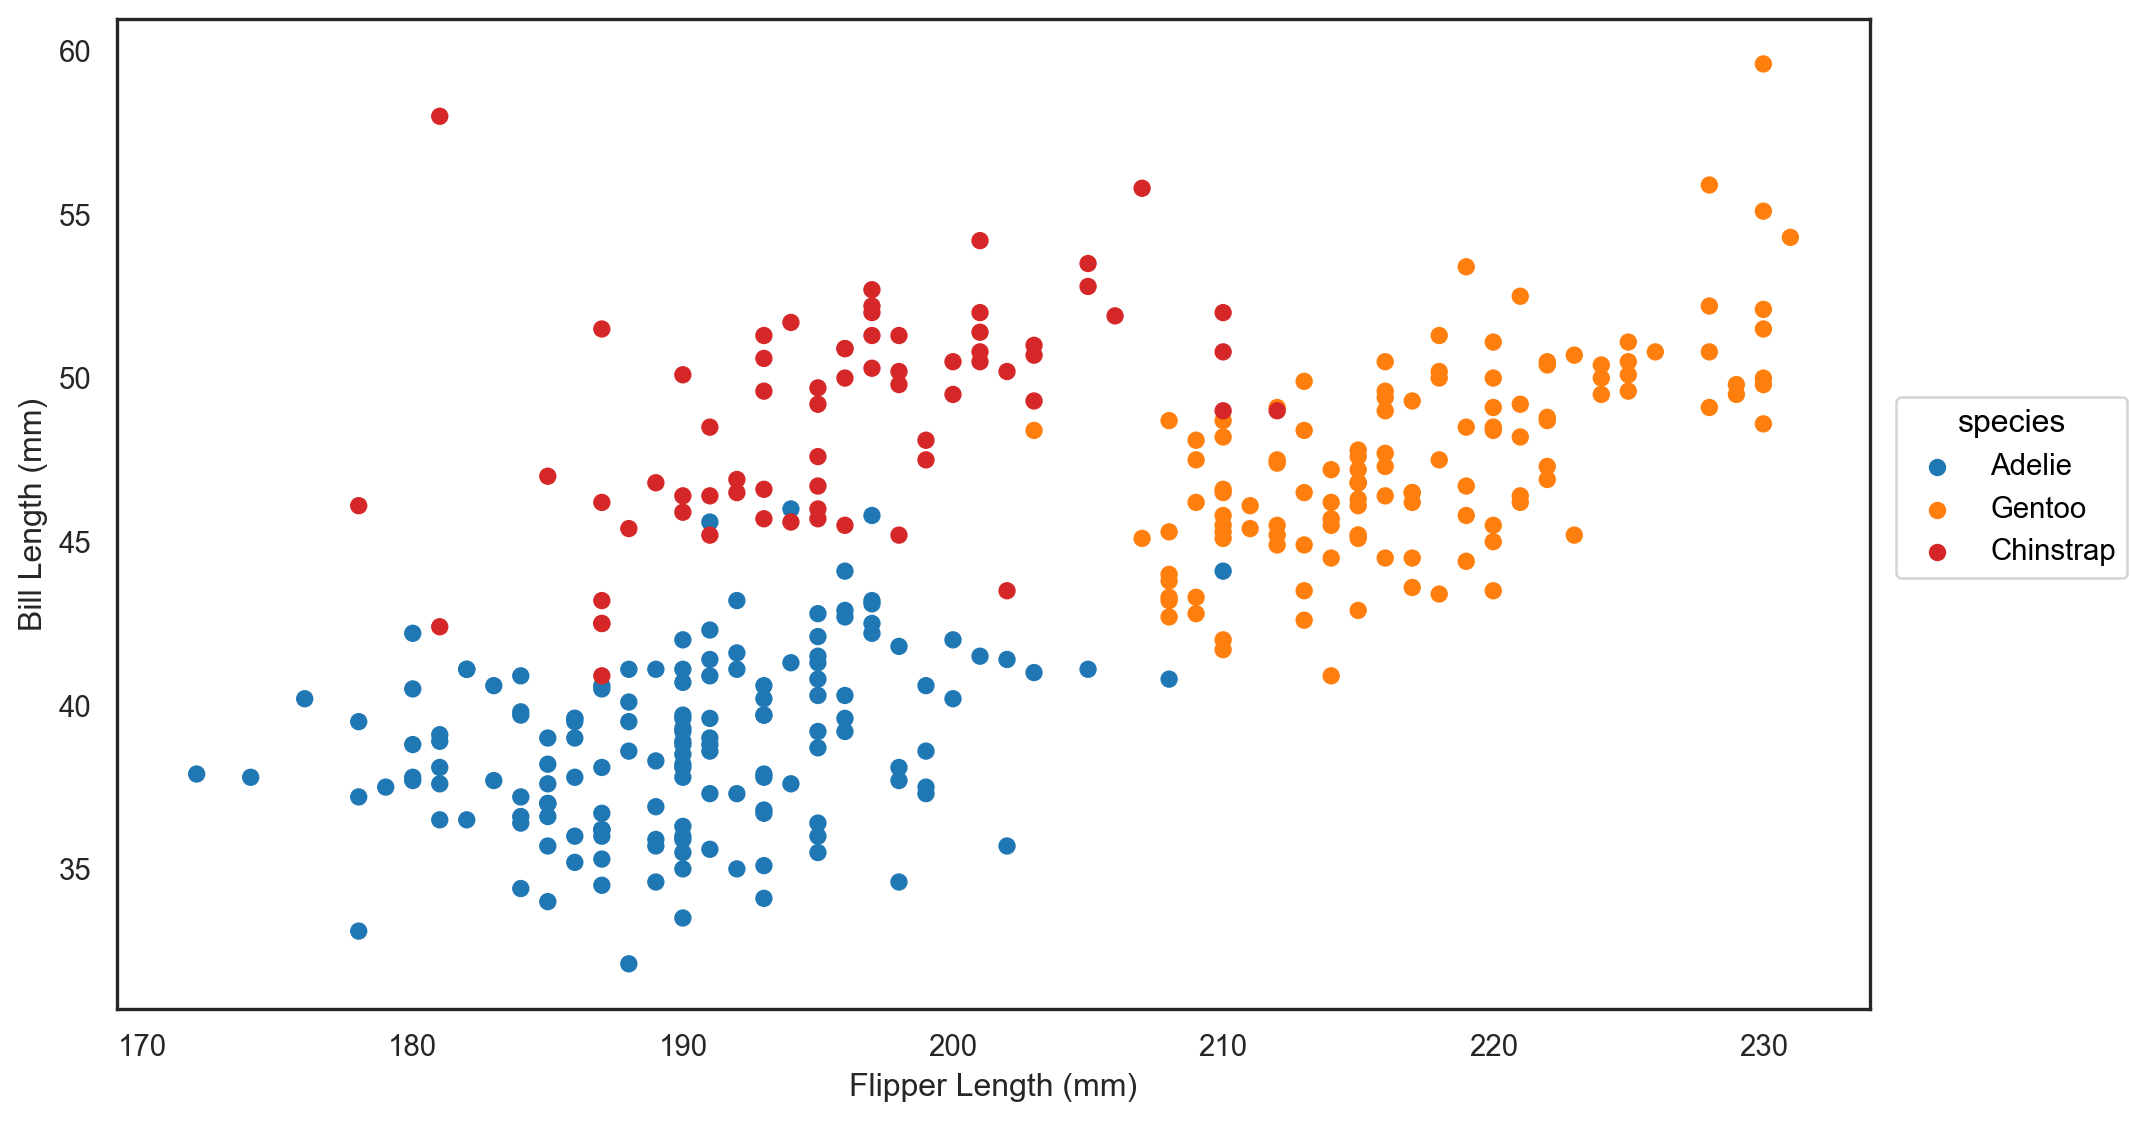 60
55
50
45
40
35
Bill Length (mm)
170 180 190 200 210 220 230
Flipper Length (mm)
species
Adelie
Gentoo
Chinstrap